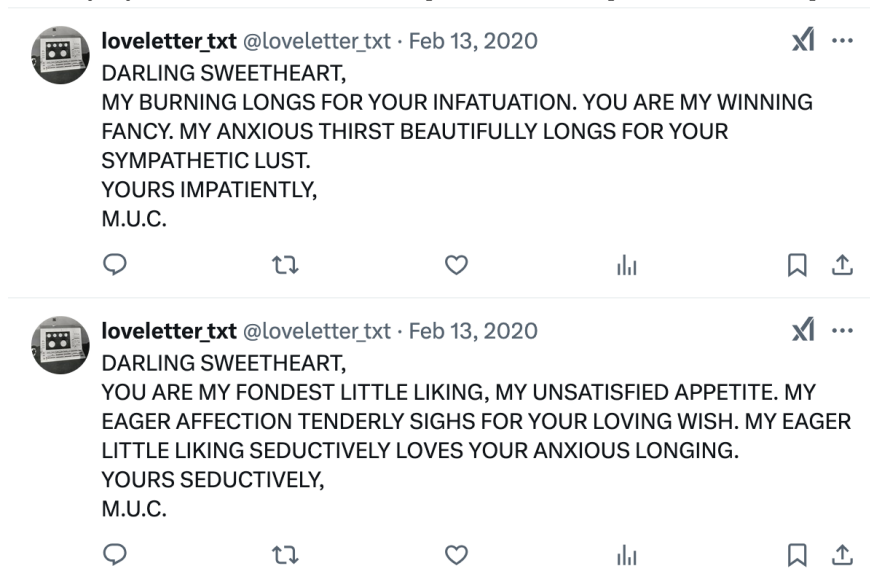 loveletter_txt @loveletter_txt · Feb 13, 2020
DARLING SWEETHEART,
MY BURNING LONGS FOR YOUR INFATUATION. YOU ARE MY WINNING
FANCY. MY ANXIOUS THIRST BEAUTIFULLY LONGS FOR YOUR
SYMPATHETIC LUST.
YOURS IMPATIENTLY,
M.U.C.
loveletter_txt @loveletter_txt · Feb 13, 2020
DARLING SWEETHEART,
YOU ARE MY FONDEST LITTLE LIKING, MY UNSATISFIED APPETITE. MY
EAGER AFFECTION TENDERLY SIGHS FOR YOUR LOVING WISH. MY EAGER
LITTLE LIKING SEDUCTIVELY LOVES YOUR ANXIOUS LONGING.
YOURS SEDUCTIVELY,
M.U.C.